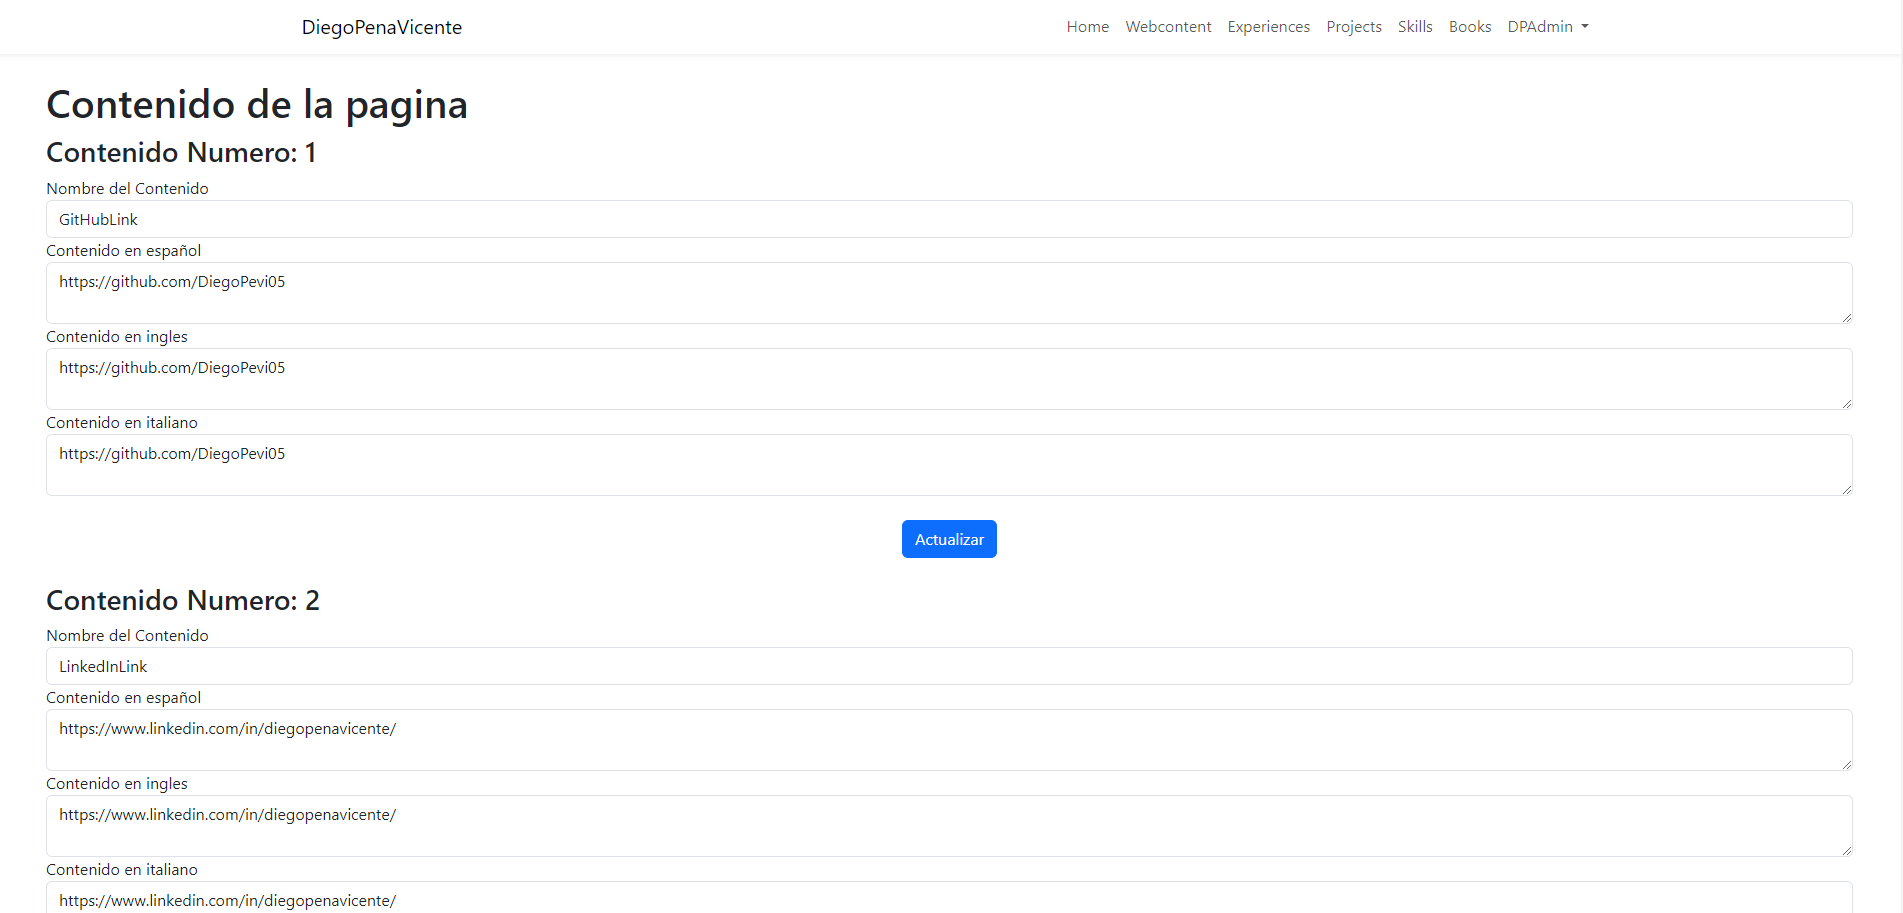 DiegoPenaVicente
Home Webcontent Experiences Projects Skills Books DPAdmin
Contenido de la pagina
Contenido Numero: 1
Nombre del Contenido
GitHubLink
Contenido en español
https://github.com/DiegoPevi05
Contenido en ingles
https://github.com/DiegoPevi05
Contenido en italiano
https://github.com/DiegoPevi05
Actualizar
Contenido Numero: 2
Nombre del Contenido
LinkedInLink
Contenido en español
https://www.linkedin.com/in/diegopenavicente/
Contenido en ingles
https://www.linkedin.com/in/diegopenavicente/
Contenido en italiano
https://www.linkedin.com/in/diegopenavicente/